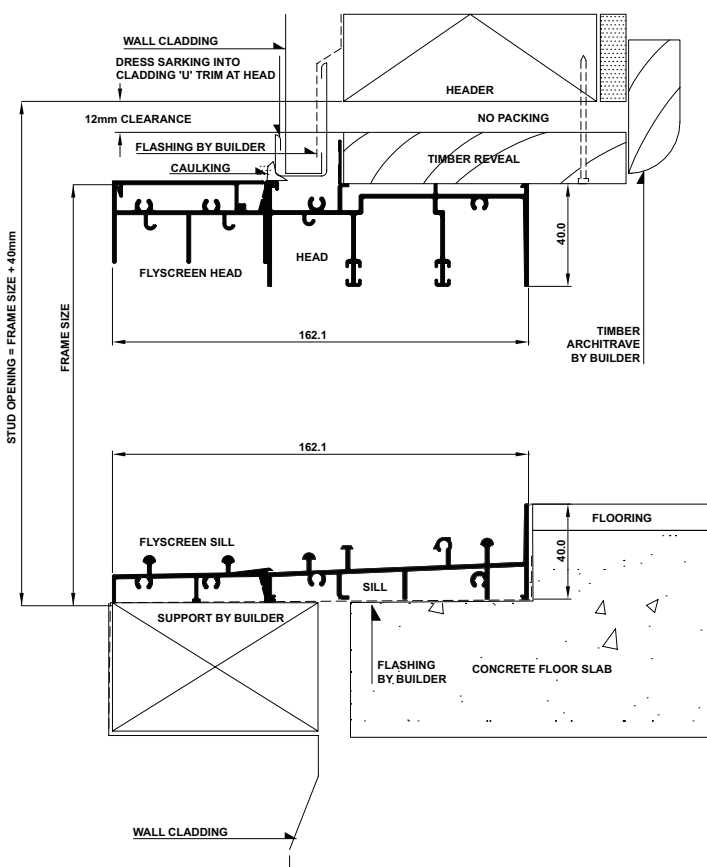 WALL CLADDING
DRESS SARKING INTO
CLADDING 'U' TRIM AT HEAD
HEADER
12mm CLEARANCE
NO PACKING
FLASHING BY BUILDER
TIMBER REVEAL
CAULKING
40.0
HEAD
FLYSCREEN HEAD
162.1
TIMBER
ARCHITRAVE
BY BUILDER
STUD OPENING = FRAME SIZE + 40mm
FRAME SIZE
162.1
FLOORING
FLYSCREEN SILL
40.0
SILL
SUPPORT BY BUILDER
FLASHING
BY BUILDER
CONCRETE FLOOR SLAB
WALL CLADDING